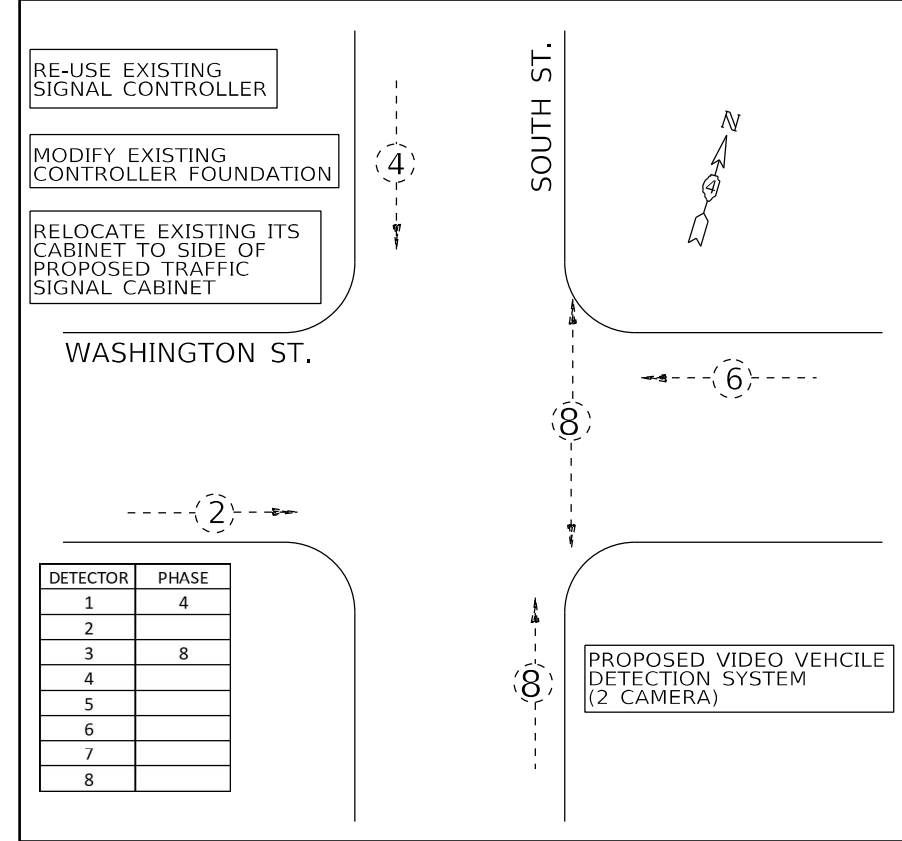 RE-USE EXISTING
SIGNAL CONTROLLER
MODIFY EXISTING
CONTROLLER FOUNDATION
RELOCATE EXISTING ITS
CABINET TO SIDE OF
PROPOSED TRAFFIC
SIGNAL CABINET
4
SOUTH ST.
N
4
WASHINGTON ST.
6
8
2
DETECTOR PHASE
1 4
2
3 8
4
5
6
7
8
8
PROPOSED VIDEO VEHCILE
DETECTION SYSTEM
(2 CAMERA)